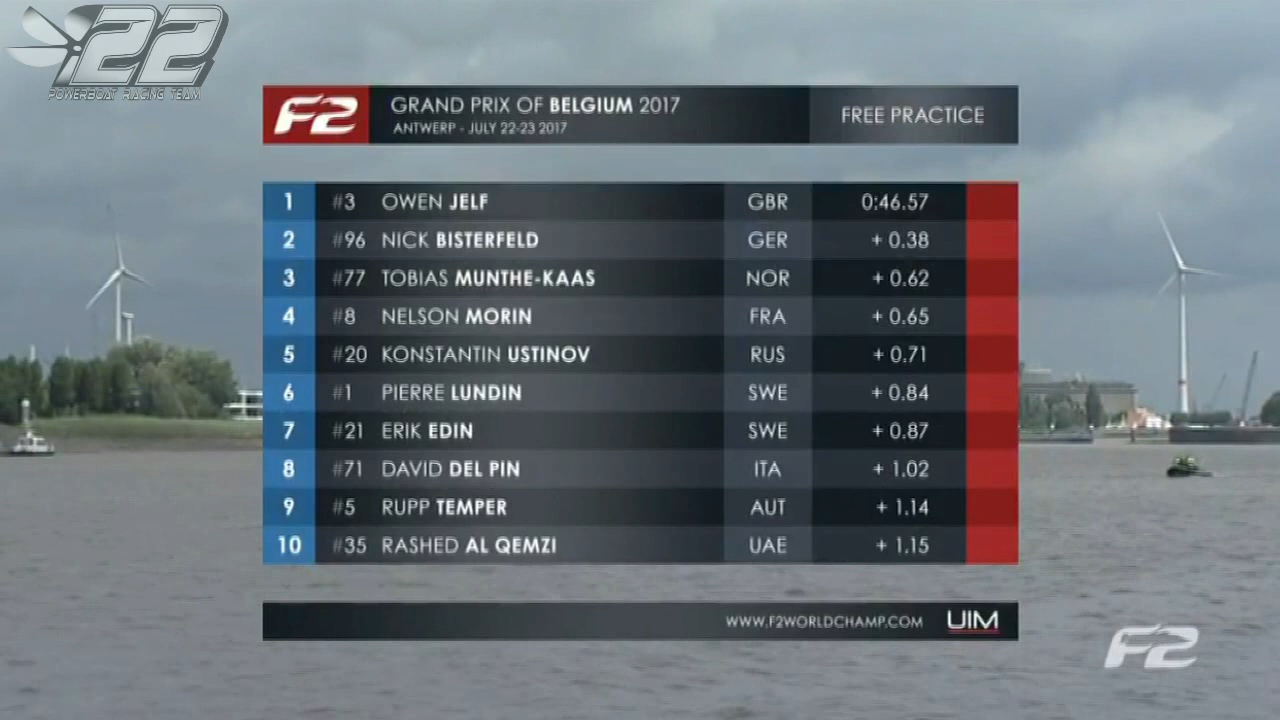 22
POWERBOAT RACING TEAM
F2
GRAND PRIX OF BELGIUM 2017
ANTWERP - JULY 22-23 2017
FREE PRACTICE
1 #3 OWEN JELF GBR 0:46.57
2 #96 NICK BISTERFELD GER + 0.38
3 #77 TOBIAS MUNTHE-KAAS NOR + 0.62
4 #8 NELSON MORIN FRA + 0.65
5 #20 KONSTANTIN USTINOV RUS + 0.71
6 #1 PIERRE LUNDIN SWE + 0.84
7 #21 ERIK EDIN SWE + 0.87
8 #71 DAVID DEL PIN ITA + 1.02
9 #5 RUPP TEMPER AUT + 1.14
10 #35 RASHED AL QEMZI UAE + 1.15
WWW.F2WORLDCHAMP.COM UIM
F2